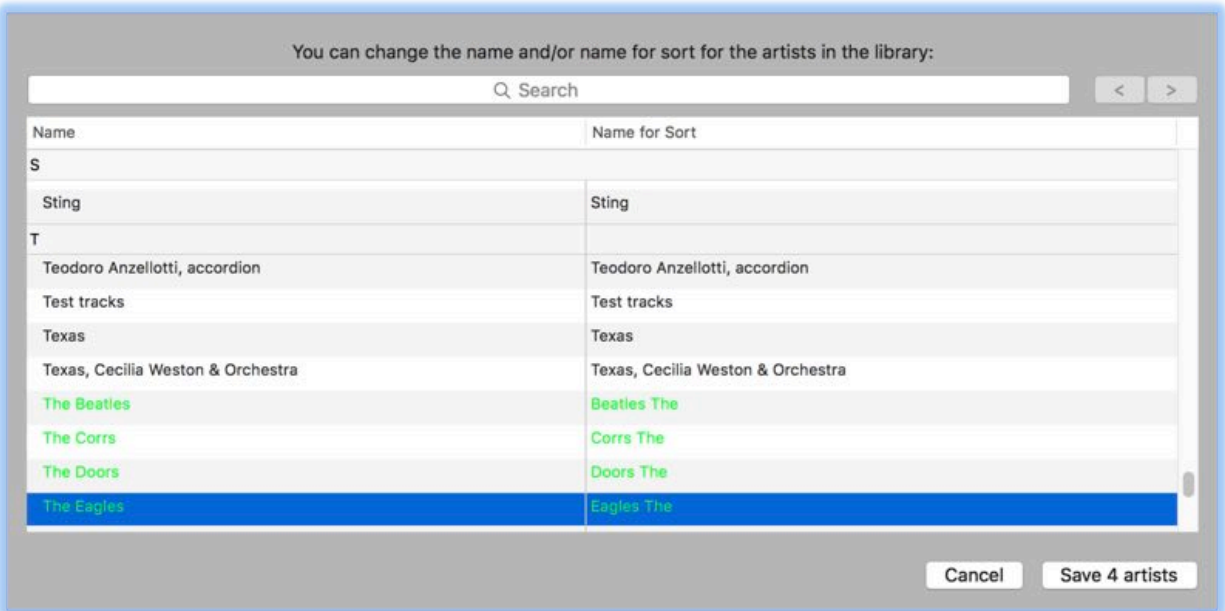 You can change the name and/or name for sort for the artists in the library:
Search
< >
Name Name for Sort
S
Sting Sting
T
Teodoro Anzellotti, accordion Teodoro Anzellotti, accordion
Test tracks Test tracks
Texas Texas
Texas, Cecilia Weston & Orchestra Texas, Cecilia Weston & Orchestra
The Beatles Beatles The
The Corrs Corrs The
The Doors Doors The
The Eagles Eagles The
Cancel Save 4 artists